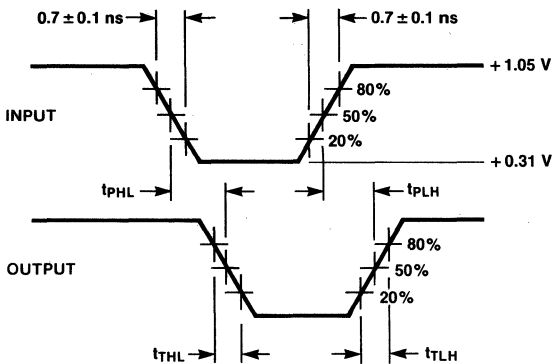 0.7 ± 0.1 ns
0.7 ± 0.1 ns
+ 1.05 V
80%
INPUT
50%
20%
+ 0.31 V
tPHL
tPLH
80%
OUTPUT
50%
20%
tTHL
tTLH